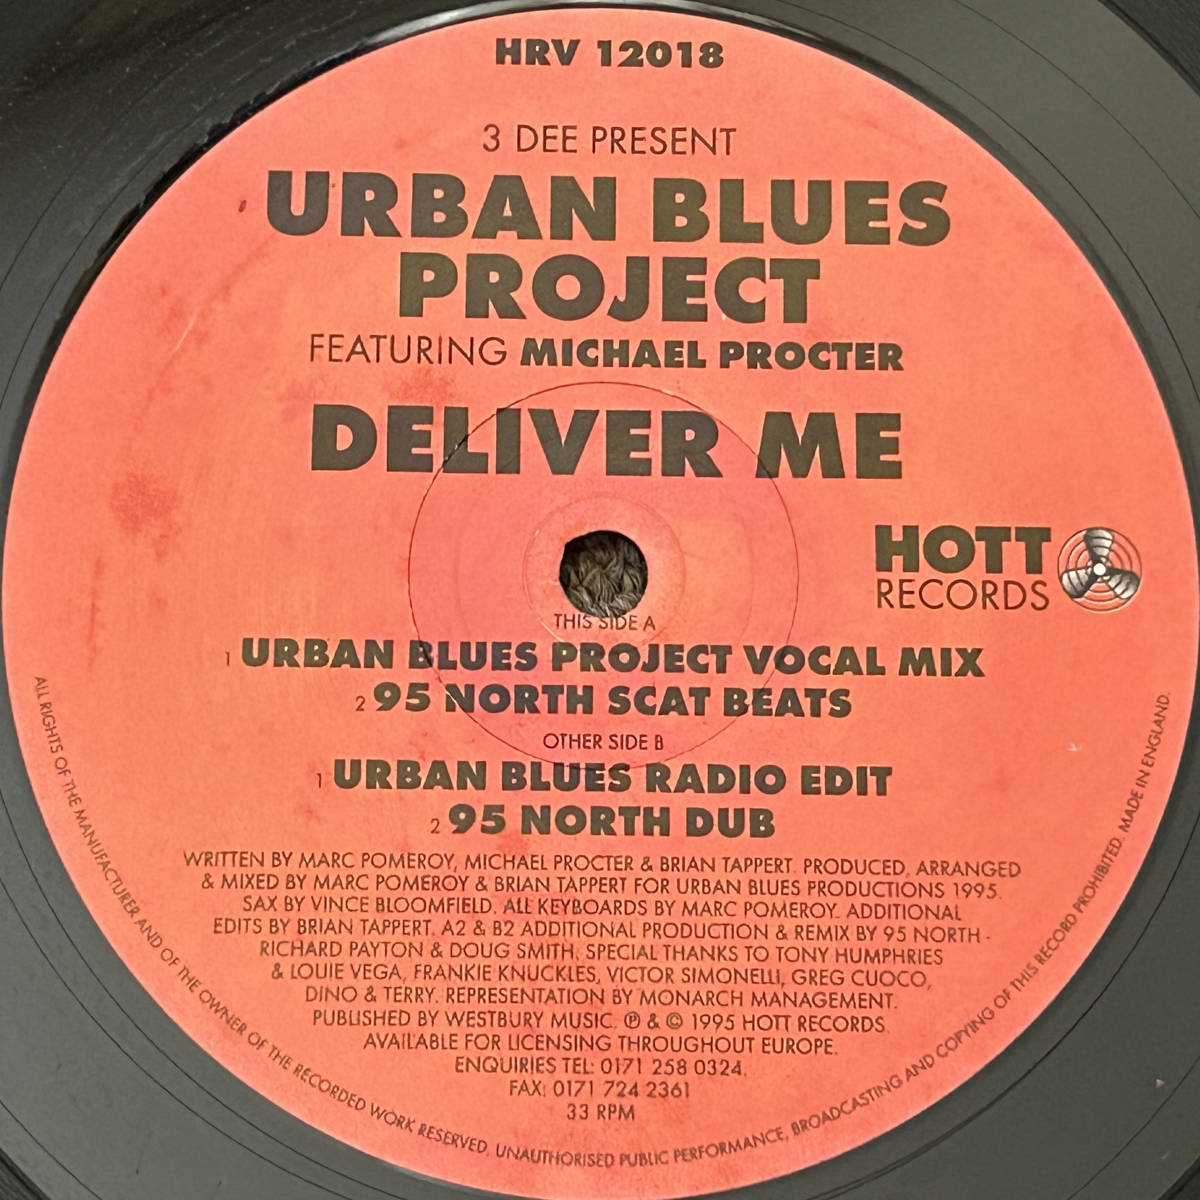 HRV 12018
3 DEE PRESENT
URBAN BLUES
PROJECT
FEATURING MICHAEL PROCTER
DELIVER ME
HOTT
RECORDS
THIS SIDE A
1 URBAN BLUES PROJECT VOCAL MIX
2 95 NORTH SCAT BEATS
OTHER SIDE B
1 URBAN BLUES RADIO EDIT
2 95 NORTH DUB
WRITTEN BY MARC POMEROY, MICHAEL PROCTER & BRIAN TAPPERT. PRODUCED, ARRANGED
& MIXED BY MARC POMEROY & BRIAN TAPPERT FOR URBAN BLUES PRODUCTIONS 1995.
SAX BY VINCE BLOOMFIELD. ALL KEYBOARDS BY MARC POMEROY. ADDITIONAL
EDITS BY BRIAN TAPPERT. A2 & B2 ADDITIONAL PRODUCTION & REMIX BY 95 NORTH -
RICHARD PAYTON & DOUG SMITH. SPECIAL THANKS TO TONY HUMPHRIES
& LOUIE VEGA, FRANKIE KNUCKLES, VICTOR SIMONELLI, GREG CUOCO,
DINO & TERRY. REPRESENTATION BY MONARCH MANAGEMENT.
PUBLISHED BY WESTBURY MUSIC. ℗ & © 1995 HOTT RECORDS.
AVAILABLE FOR LICENSING THROUGHOUT EUROPE.
ENQUIRIES TEL: 0171 258 0324.
FAX: 0171 724 2361
33 RPM
ALL RIGHTS OF THE MANUFACTURER AND OF THE OWNER OF THE RECORDED WORK RESERVED, UNAUTHORISED PUBLIC PERFORMANCE, BROADCASTING AND COPYING OF THIS RECORD PROHIBITED. MADE IN ENGLAND.